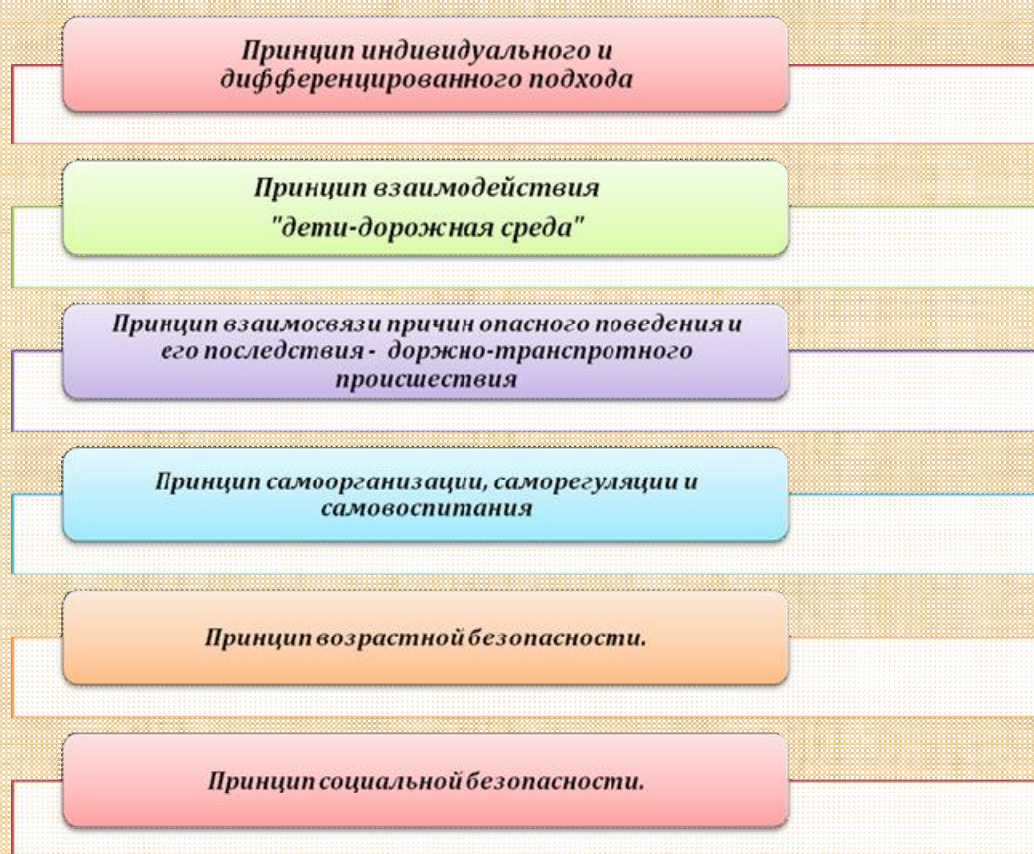 Принцип индивидуального и
дифференцированного подхода
Принцип взаимодействия
"дети-дорожная среда"
Принцип взаимосвязи причин опасного поведения и
его последствия - доржно-транспротного
происшествия
Принцип самоорганизации, саморегуляции и
самовоспитания
Принцип возрастной безопасности.
Принцип социальной безопасности.